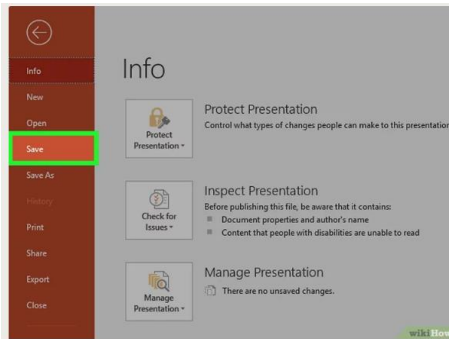 Info
New
Open
Save
Save As
History
Print
Share
Export
Close
Info
Protect
Presentation
Protect Presentation
Control what types of changes people can make to this presentation
Check for
Issues
Inspect Presentation
Before publishing this file, be aware that it contains:
Document properties and author's name
Content that people with disabilities are unable to read
Manage
Presentation
Manage Presentation
There are no unsaved changes.
wikiHow